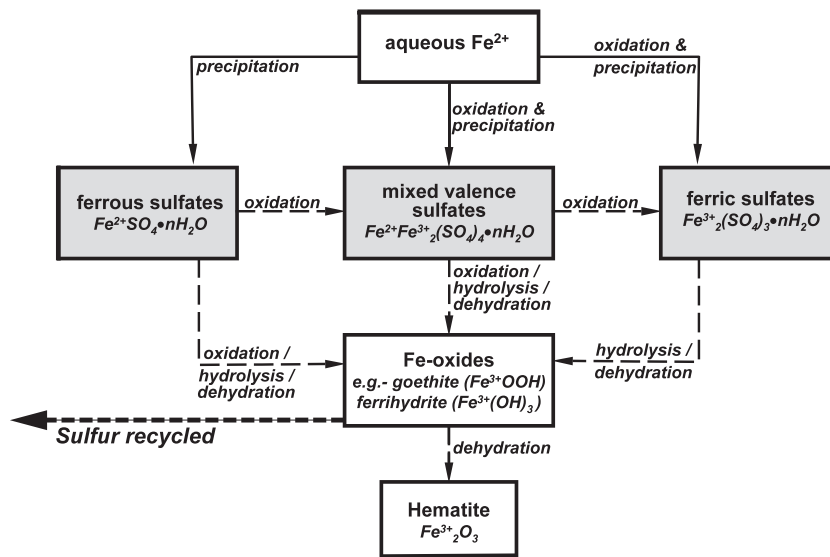 aqueous Fe²⁺
precipitation
oxidation &
precipitation
oxidation &
precipitation
ferrous sulfates
Fe²⁺SO₄•nH₂O
oxidation
mixed valence
sulfates
Fe²⁺Fe³⁺₂(SO₄)₄•nH₂O
oxidation
ferric sulfates
Fe³⁺₂(SO₄)₃•nH₂O
oxidation /
hydrolysis /
dehydration
oxidation /
hydrolysis /
dehydration
Fe-oxides
e.g.- goethite (Fe³⁺OOH)
ferrihydrite (Fe³⁺(OH)₃)
hydrolysis /
dehydration
Sulfur recycled
dehydration
Hematite
Fe³⁺₂O₃